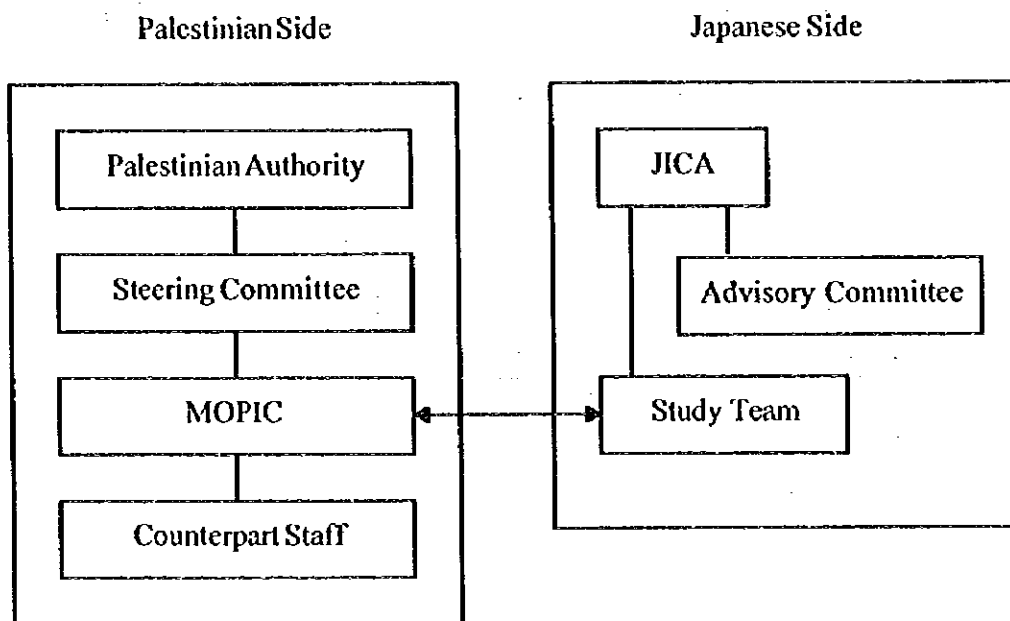 Palestinian Side
Japanese Side
Palestinian Authority
JICA
Steering Committee
Advisory Committee
MOPIC
Study Team
Counterpart Staff